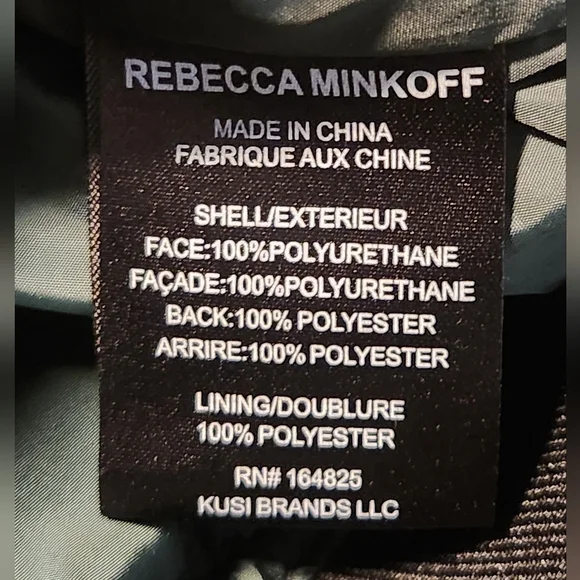 REBECCA MINKOFF
MADE IN CHINA
FABRIQUE AUX CHINE
SHELL/EXTERIEUR
FACE:100%POLYURETHANE
FAÇADE:100%POLYURETHANE
BACK:100% POLYESTER
ARRIRE:100% POLYESTER
LINING/DOUBLURE
100% POLYESTER
RN# 164825
KUSI BRANDS LLC